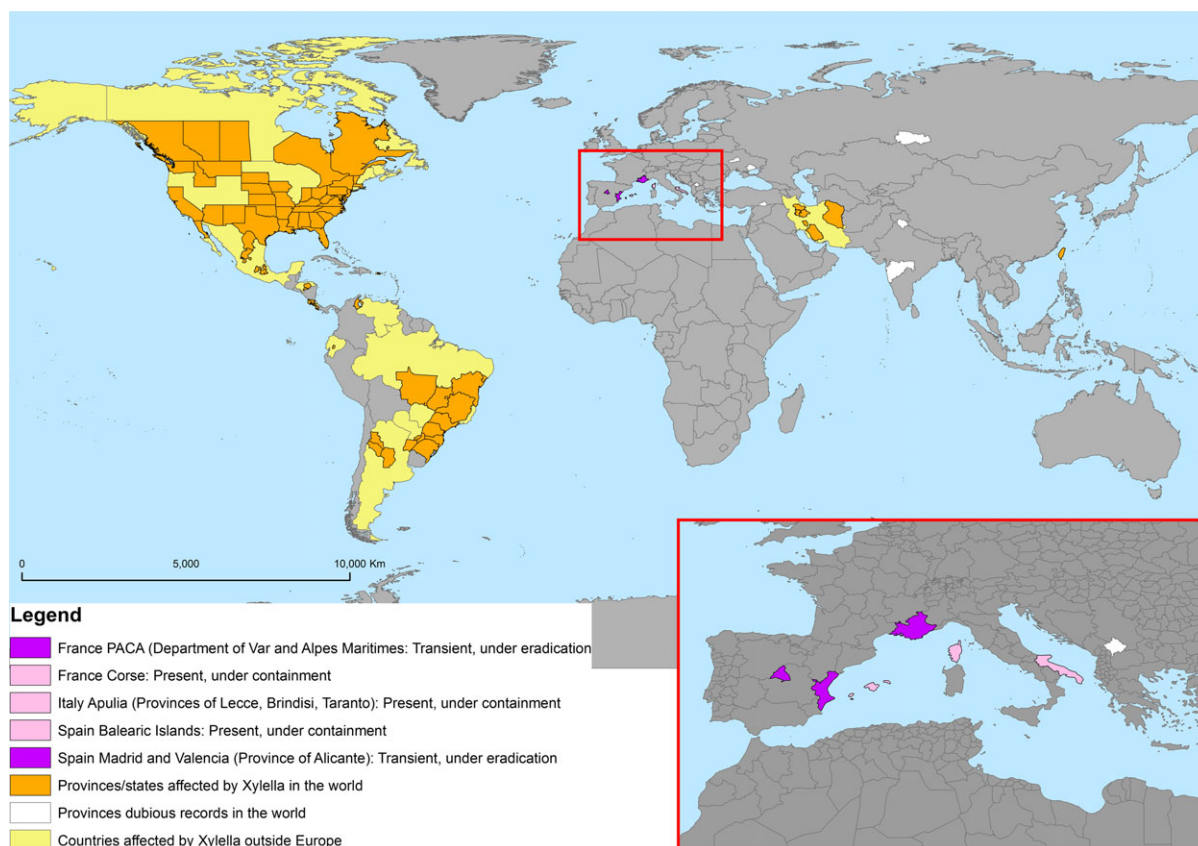 0 5,000 10,000 Km
Legend
France PACA (Department of Var and Alpes Maritimes: Transient, under eradication
France Corse: Present, under containment
Italy Apulia (Provinces of Lecce, Brindisi, Taranto): Present, under containment
Spain Balearic Islands: Present, under containment
Spain Madrid and Valencia (Province of Alicante): Transient, under eradication
Provinces/states affected by Xylella in the world
Provinces dubious records in the world
Countries affected by Xylella outside Europe